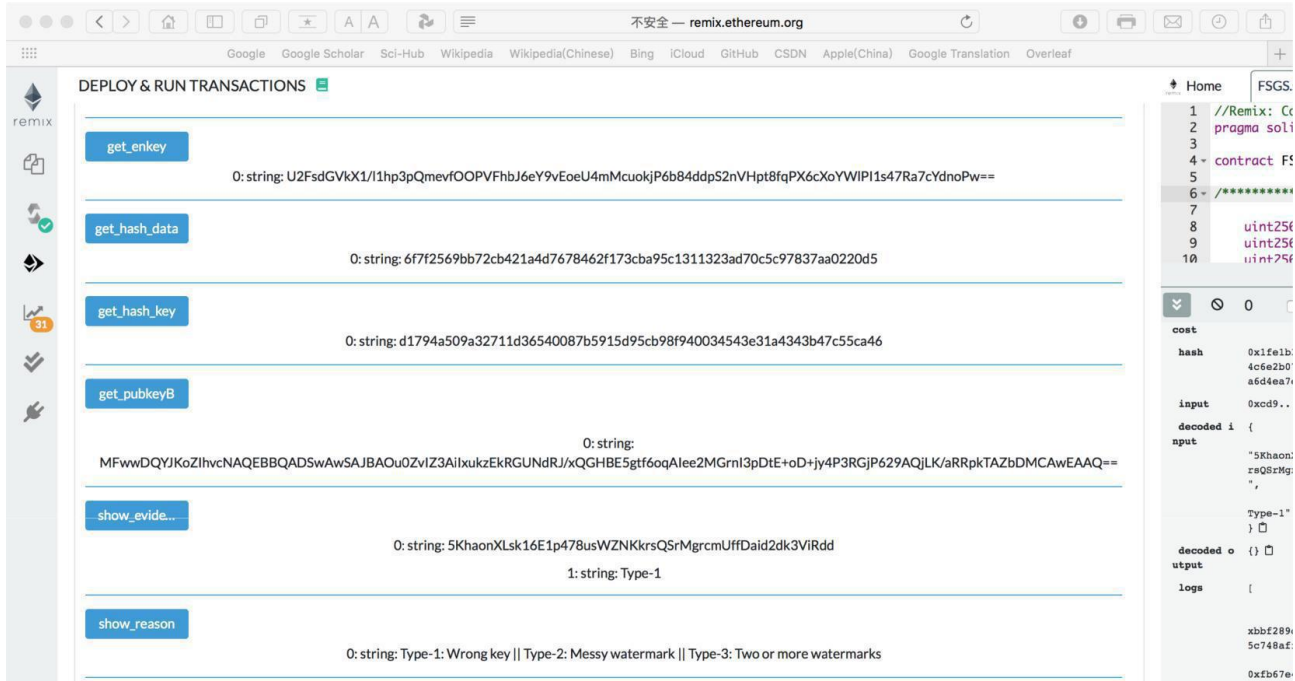 不安全 — remix.ethereum.org
Google Google Scholar Sci-Hub Wikipedia Wikipedia(Chinese) Bing iCloud GitHub CSDN Apple(China) Google Translation Overleaf
remix
31
DEPLOY & RUN TRANSACTIONS
get_enkey
0: string: U2FsdGVkX1/l1hp3pQmevfOOPVFhbJ6eY9vEoeU4mMcuokjP6b84ddpS2nVHpt8fqPX6cXoYWlPI1s47Ra7cYdnoPw==
get_hash_data
0: string: 6f7f2569bb72cb421a4d7678462f173cba95c1311323ad70c5c97837aa0220d5
get_hash_key
0: string: d1794a509a32711d36540087b5915d95cb98f940034543e31a4343b47c55ca46
get_pubkeyB
0: string:
MFwwDQYJKoZIhvcNAQEBBQADSwAwSAJBAOu0ZvIZ3AiIxukzEkRGUNdRJ/xQGHBE5gtf6oqAIee2MGrnI3pDtE+oD+jy4P3RGjP629AQjLK/aRRpkTAZbDMCAwEAAQ==
show_evide...
0: string: 5KhaonXLsk16E1p478usWZNKkrsQSrMgrcmUffDaid2dk3ViRdd
1: string: Type-1
show_reason
0: string: Type-1: Wrong key || Type-2: Messy watermark || Type-3: Two or more watermarks
Home FSGS.
1 //Remix: Co
2 pragma soli
3
4 contract FS
5
6 /**********
7
8 uint256
9 uint256
10 uint256
0
cost
hash 0x1fe1b
4c6e2b0
a6d4ea7
input 0xcd9..
decoded i {
nput
"5Khaon
rsQSrMg
",
Type-1"
}
decoded o {}
utput
logs [
xbbf289
5c748af
0xfb67e